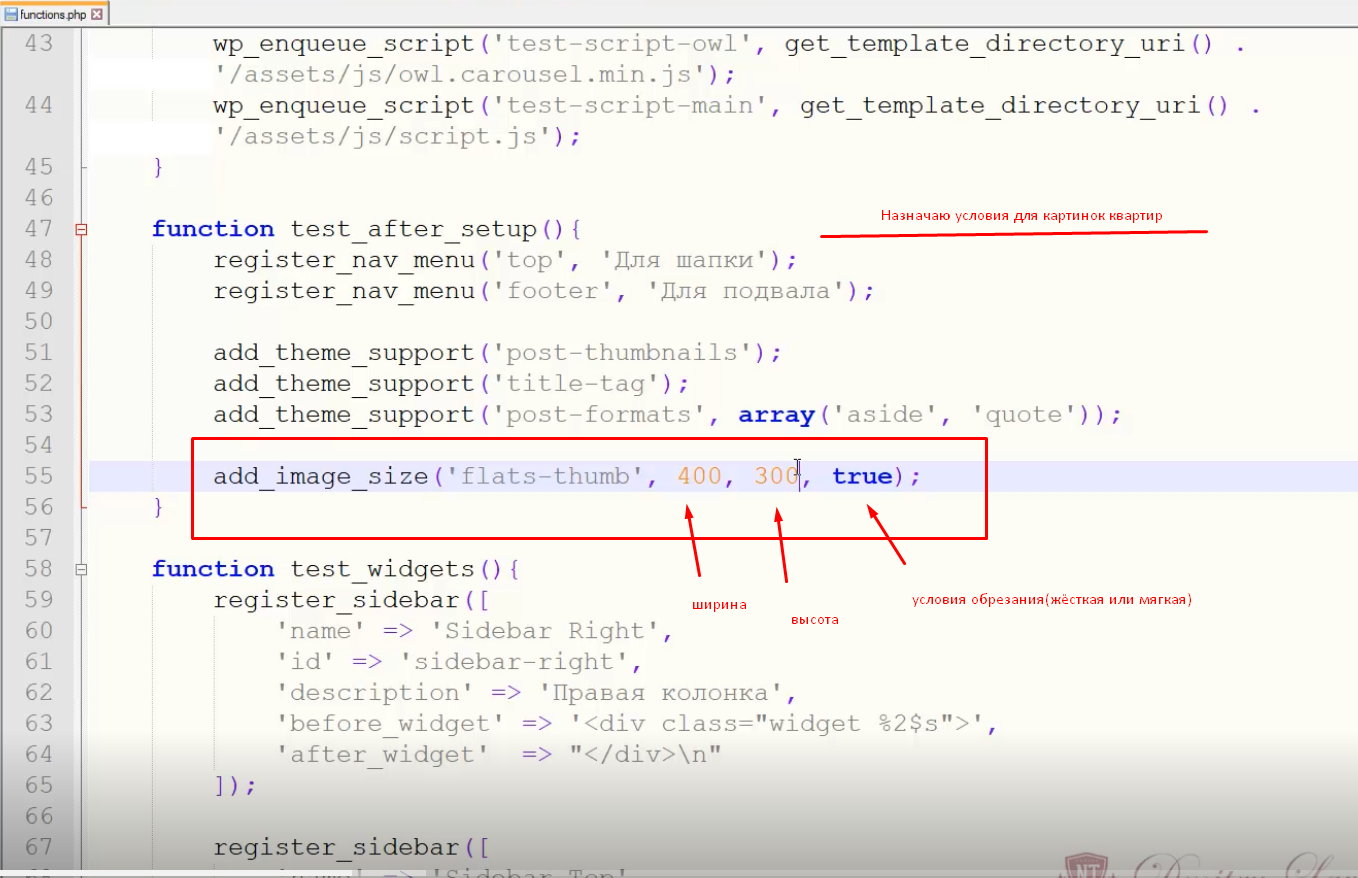 functions.php
43 wp_enqueue_script('test-script-owl', get_template_directory_uri() .
'/assets/js/owl.carousel.min.js');
44 wp_enqueue_script('test-script-main', get_template_directory_uri() .
'/assets/js/script.js');
45 }
46
Назначаю условия для картинок квартир
47 function test_after_setup(){
48 register_nav_menu('top', 'Для шапки');
49 register_nav_menu('footer', 'Для подвала');
50
51 add_theme_support('post-thumbnails');
52 add_theme_support('title-tag');
53 add_theme_support('post-formats', array('aside', 'quote'));
54
55 add_image_size('flats-thumb', 400, 300, true);
56 }
57
58 function test_widgets(){
59 register_sidebar([
ширина
высота
условия обрезания(жёсткая или мягкая)
60 'name' => 'Sidebar Right',
61 'id' => 'sidebar-right',
62 'description' => 'Правая колонка',
63 'before_widget' => '<div class="widget %2$s">',
64 'after_widget' => "</div>\n"
65 ]);
66
67 register_sidebar([
'Sidebar Top'
NT